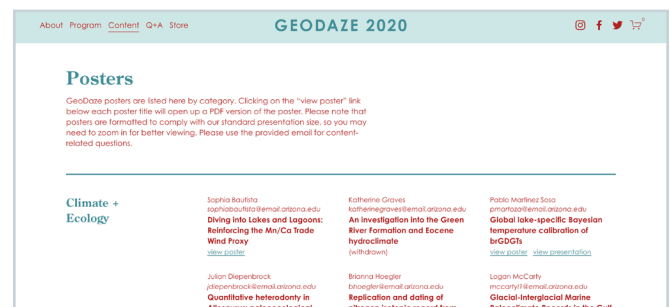 About Program Content Q+A Store
GEODAZE 2020
0
Posters
GeoDaze posters are listed here by category. Clicking on the "view poster" link
below each poster title will open up a PDF version of the poster. Please note that
posters are formatted to comply with our standard presentation size, so you may
need to zoom in for better viewing. Please use the provided email for content-
related questions.
Climate +
Ecology
Sophia Bautista
sophiabautista@email.arizona.edu
Diving into Lakes and Lagoons:
Reinforcing the Mn/Ca Trade
Wind Proxy
view poster
Katherine Graves
katherinegraves@email.arizona.edu
An investigation into the Green
River Formation and Eocene
hydroclimate
(withdrawn)
Pablo Martinez Sosa
pmartoza@email.arizona.edu
Global lake-specific Bayesian
temperature calibration of
brGDGTs
view poster view presentation
Julian Diepenbrock
jdiepenbrock@email.arizona.edu
Quantitative heterodonty in
Brianna Hoegler
bhoegler@email.arizona.edu
Replication and dating of
Logan McCarty
mccarty11@email.arizona.edu
Glacial-Interglacial Marine